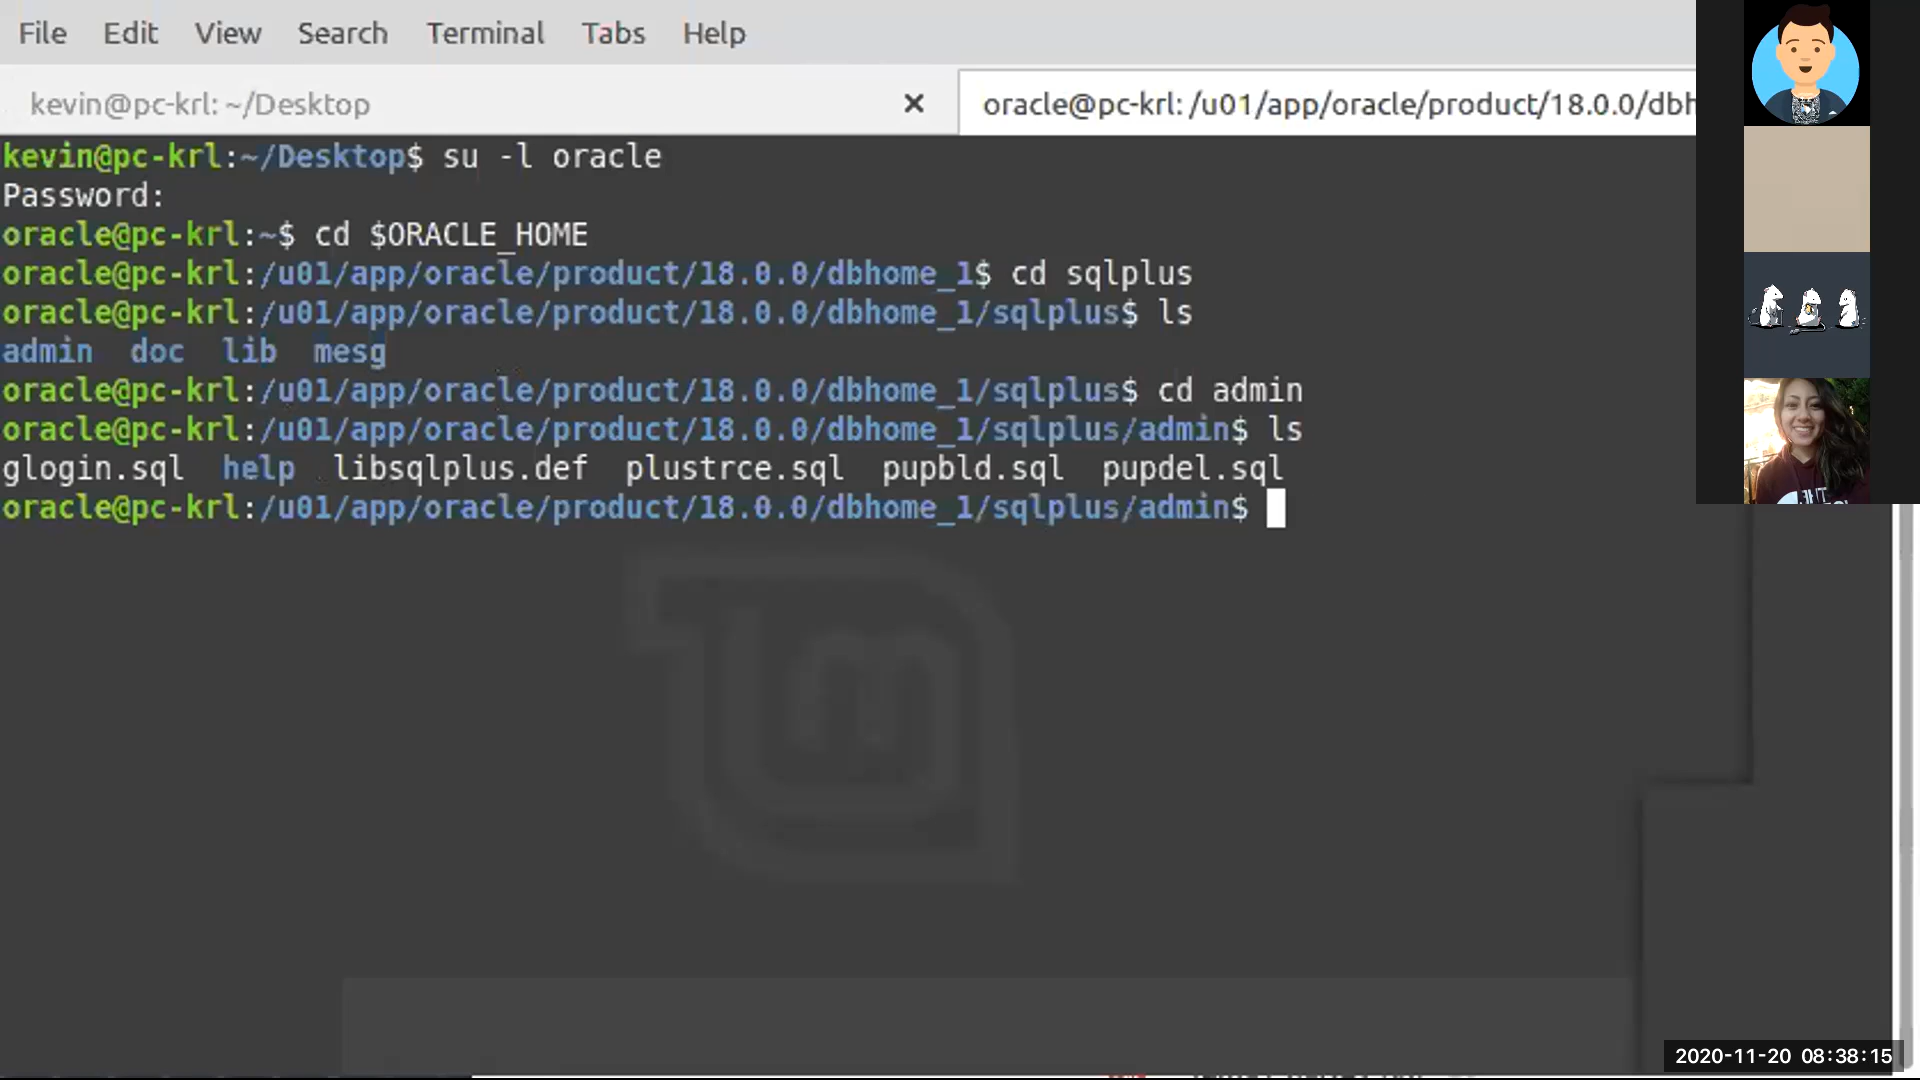 File Edit View Search Terminal Tabs Help
kevin@pc-krl: ~/Desktop ✕ oracle@pc-krl: /u01/app/oracle/product/18.0.0/dbh
kevin@pc-krl:~/Desktop$ su -l oracle
Password:
oracle@pc-krl:~$ cd $ORACLE_HOME
oracle@pc-krl:/u01/app/oracle/product/18.0.0/dbhome_1$ cd sqlplus
oracle@pc-krl:/u01/app/oracle/product/18.0.0/dbhome_1/sqlplus$ ls
admin doc lib mesg
oracle@pc-krl:/u01/app/oracle/product/18.0.0/dbhome_1/sqlplus$ cd admin
oracle@pc-krl:/u01/app/oracle/product/18.0.0/dbhome_1/sqlplus/admin$ ls
glogin.sql help libsqlplus.def plustrce.sql pupbld.sql pupdel.sql
oracle@pc-krl:/u01/app/oracle/product/18.0.0/dbhome_1/sqlplus/admin$
2020-11-20 08:38:15